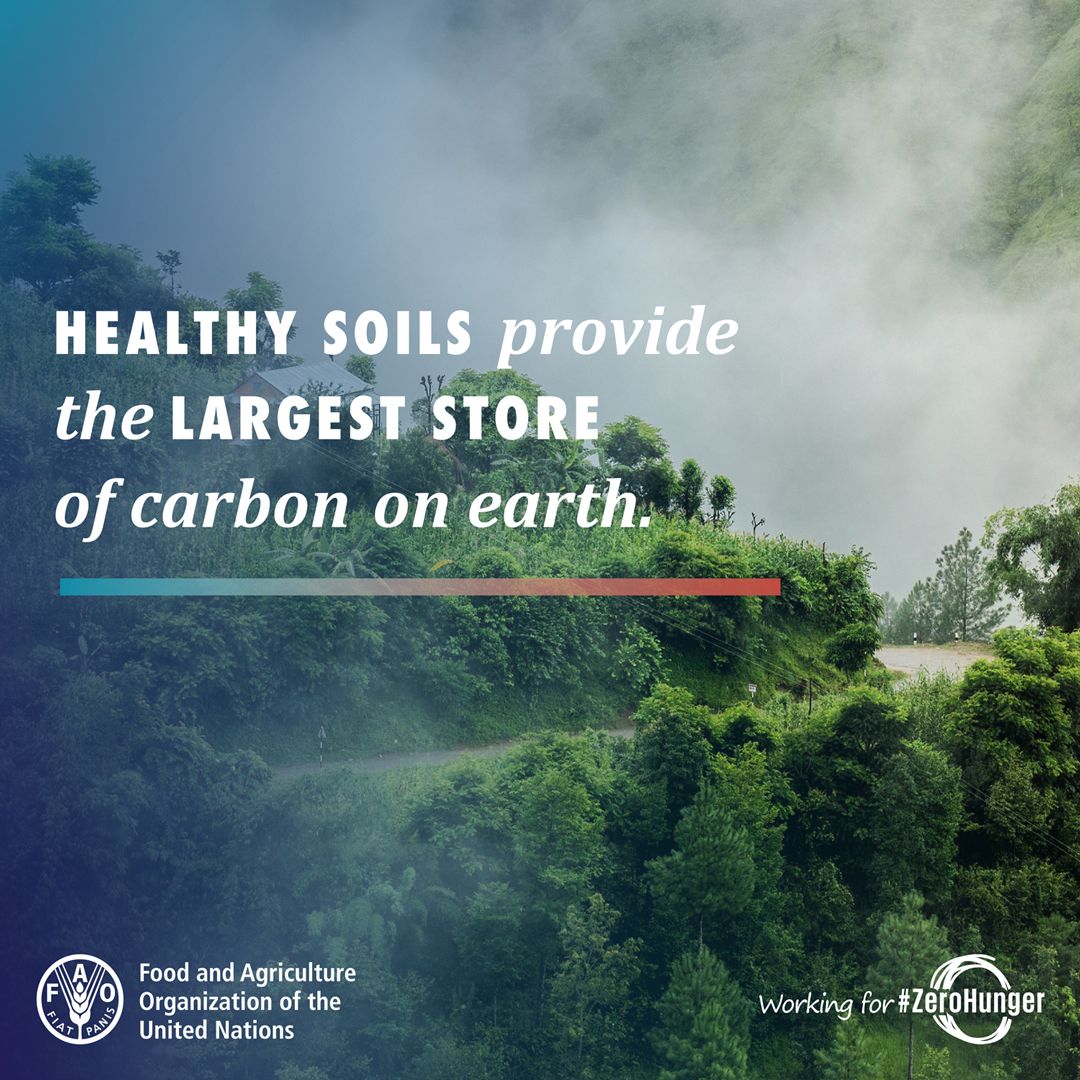 HEALTHY SOILS provide
the LARGEST STORE
of carbon on earth.
FAO
FIAT PANIS
Food and Agriculture
Organization of the
United Nations
Working for #ZeroHunger